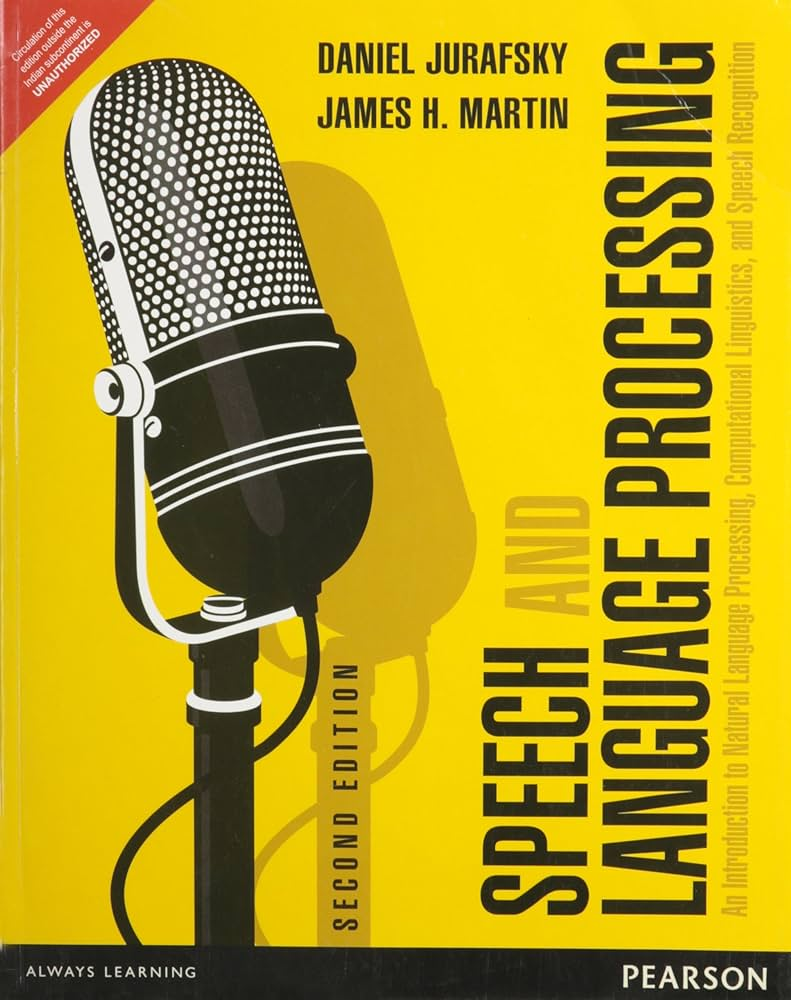 Circulation of this
edition outside the
Indian subcontinent is
UNAUTHORIZED
DANIEL JURAFSKY
JAMES H. MARTIN
SPEECH AND
LANGUAGE PROCESSING
An Introduction to Natural Language Processing, Computational Linguistics, and Speech Recognition
SECOND EDITION
ALWAYS LEARNING
PEARSON